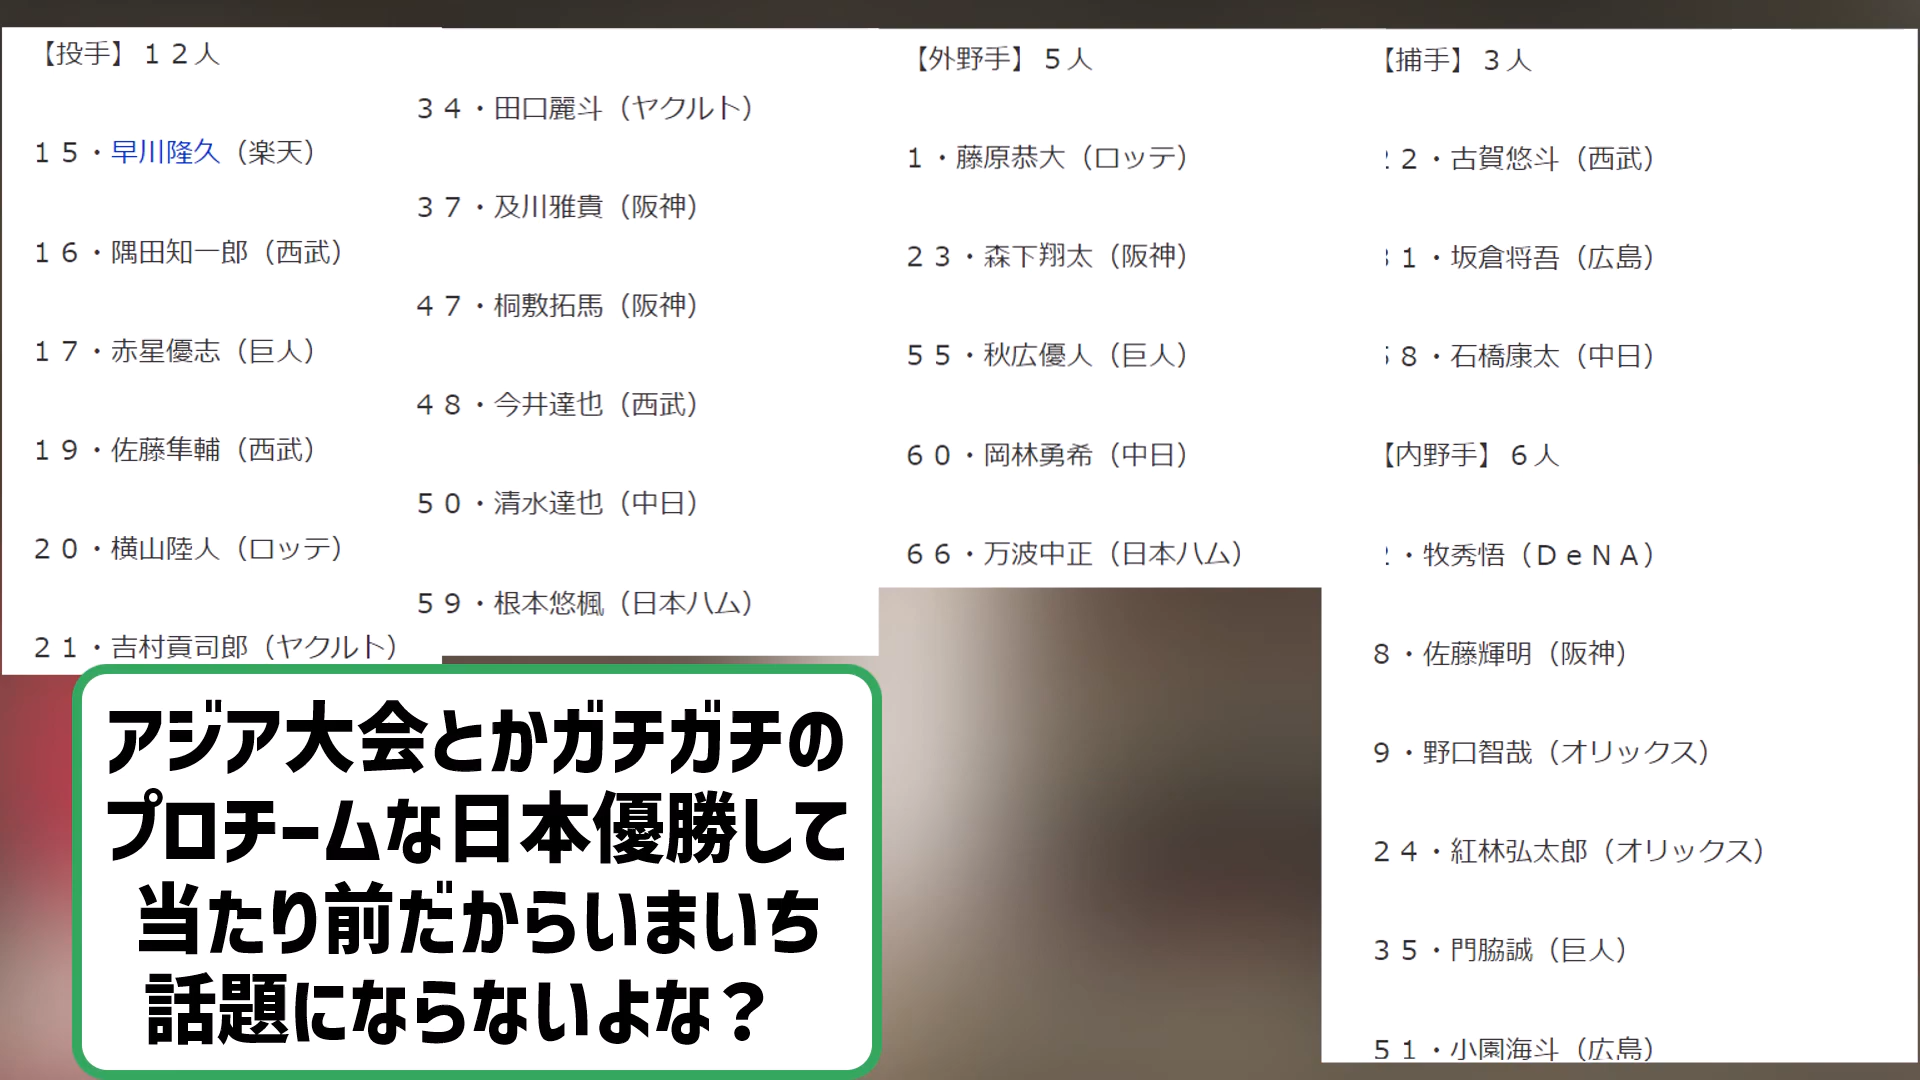 【投手】１２人
１５・早川隆久（楽天）
１６・隅田知一郎（西武）
１７・赤星優志（巨人）
１９・佐藤隼輔（西武）
２０・横山陸人（ロッテ）
２１・吉村貢司郎（ヤクルト）
３４・田口麗斗（ヤクルト）
３７・及川雅貴（阪神）
４７・桐敷拓馬（阪神）
４８・今井達也（西武）
５０・清水達也（中日）
５９・根本悠楓（日本ハム）
【外野手】５人
１・藤原恭大（ロッテ）
２３・森下翔太（阪神）
５５・秋広優人（巨人）
６０・岡林勇希（中日）
６６・万波中正（日本ハム）
【捕手】３人
２２・古賀悠斗（西武）
３１・坂倉将吾（広島）
５８・石橋康太（中日）
【内野手】６人
２・牧秀悟（ＤｅＮＡ）
８・佐藤輝明（阪神）
９・野口智哉（オリックス）
２４・紅林弘太郎（オリックス）
３５・門脇誠（巨人）
５１・小園海斗（広島）
アジア大会とかガチガチの
プロチームな日本優勝して
当たり前だからいまいち
話題にならないよな？